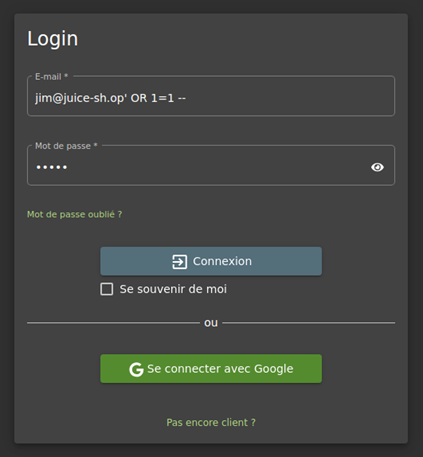 Login
E-mail *
jim@juice-sh.op' OR 1=1 --
Mot de passe *
•••••
Mot de passe oublié ?
Connexion
Se souvenir de moi
ou
G Se connecter avec Google
Pas encore client ?